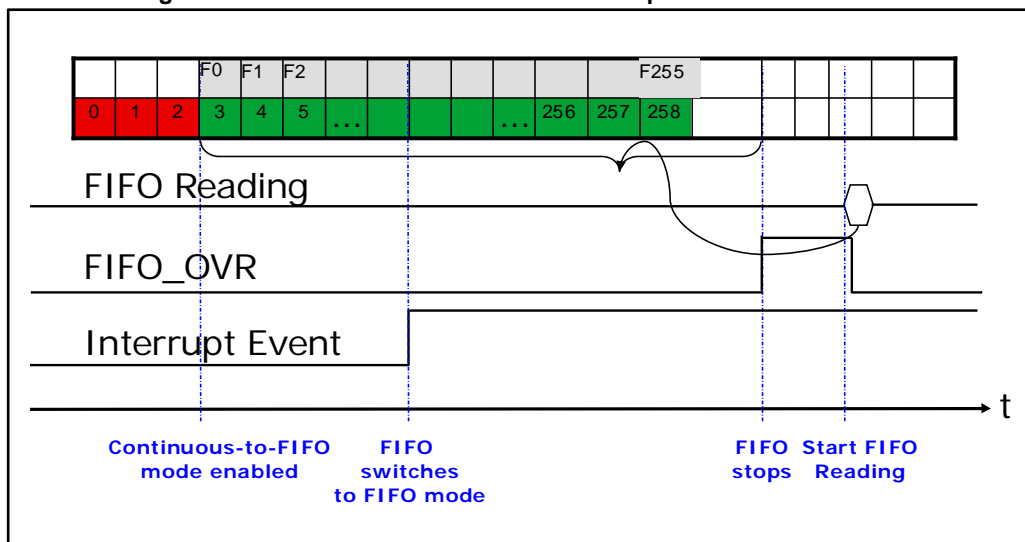 F0 F1 F2 F255
0 1 2 3 4 5 ... ... 256 257 258
FIFO Reading
FIFO_OVR
Interrupt Event
t
Continuous-to-FIFO
mode enabled
FIFO
switches
to FIFO mode
FIFO
stops
Start FIFO
Reading